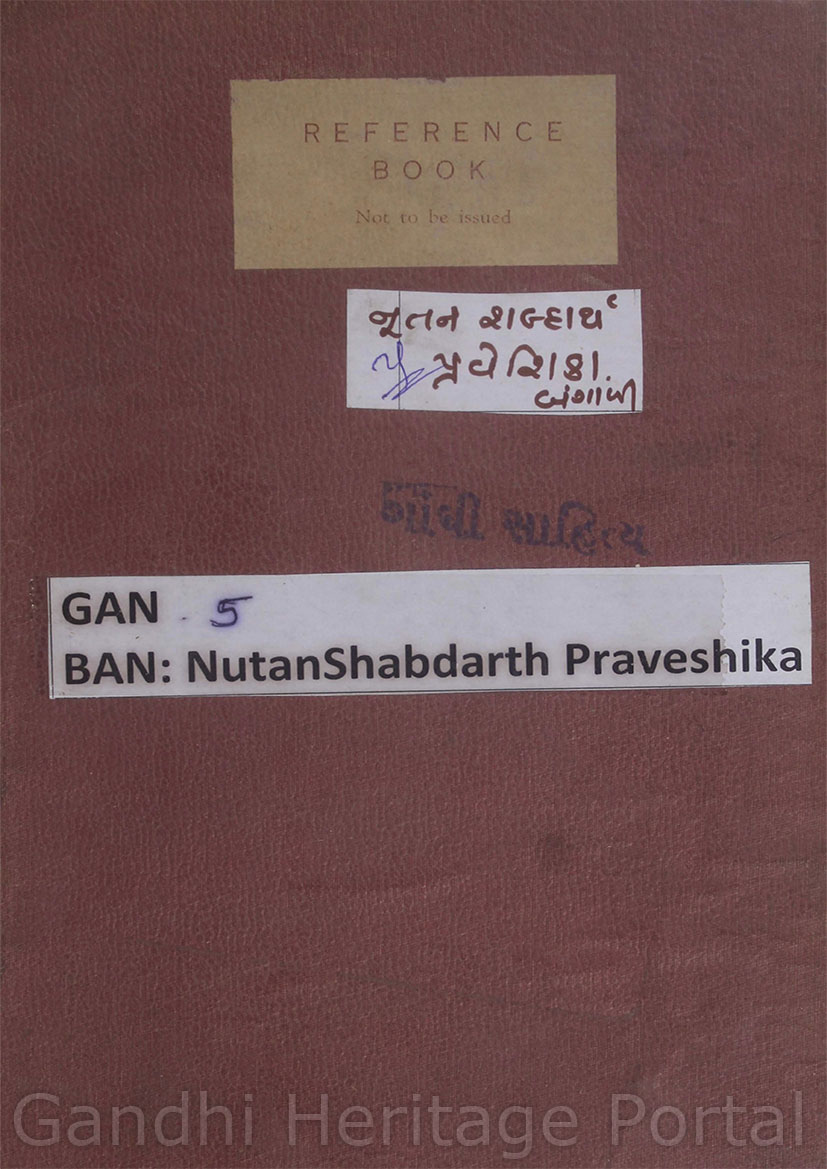 REFERENCE
BOOK
Not to be issued
નૂતન શબ્દાર્થ
પ્રવેશિકા.
બંગાળી
ગાંધી સાહિત્ય
GAN 5
BAN: NutanShabdarth Praveshika
Gandhi Heritage Portal